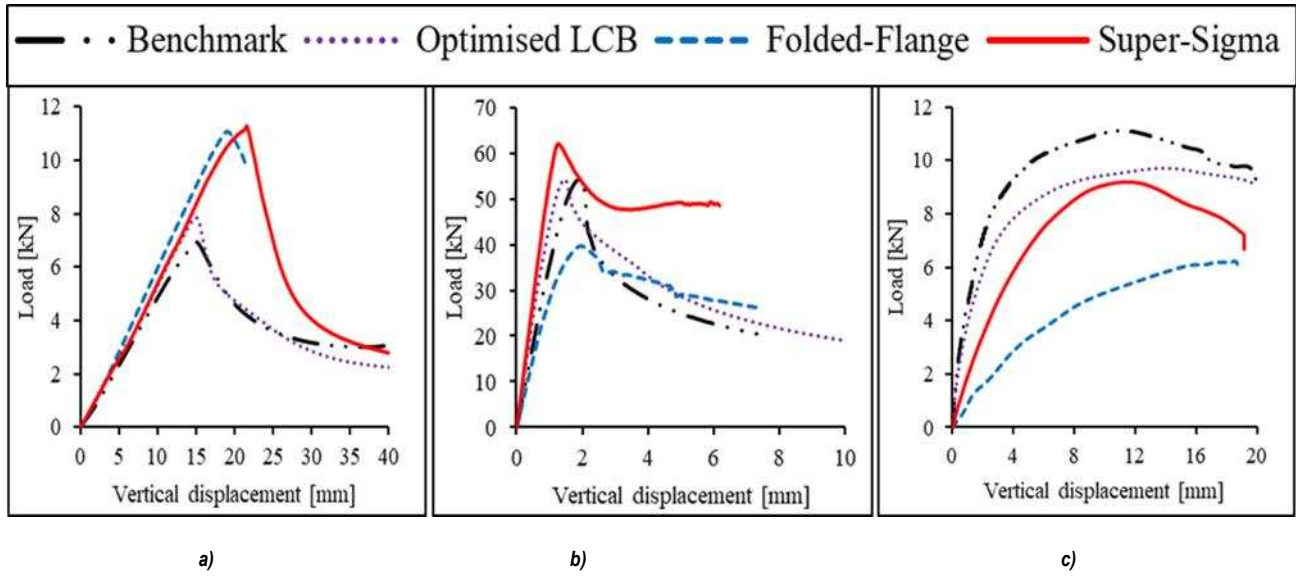 Benchmark Optimised LCB Folded-Flange Super-Sigma
12
10
8
6
4
2
0
Load [kN]
0 5 10 15 20 25 30 35 40
Vertical displacement [mm]
70
60
50
40
30
20
10
0
Load [kN]
0 2 4 6 8 10
Vertical displacement [mm]
12
10
8
6
4
2
0
Load [kN]
0 4 8 12 16 20
Vertical displacement [mm]
a) b) c)